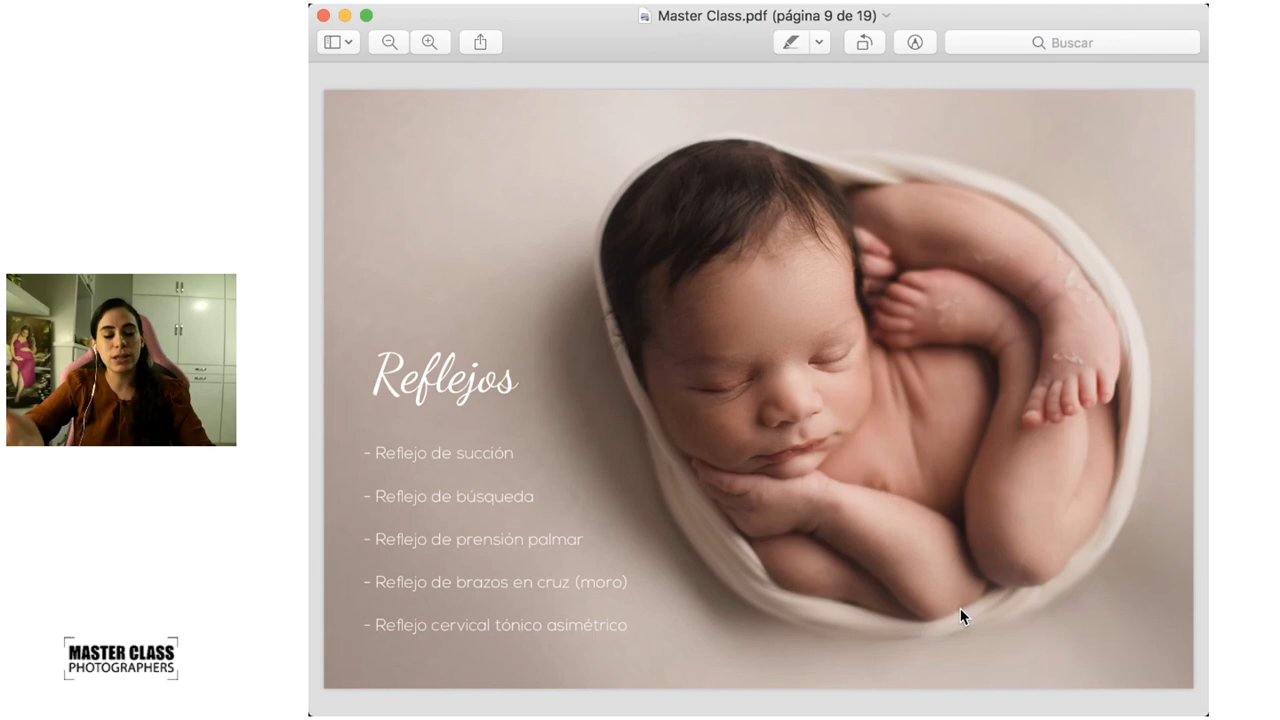 Master Class.pdf (página 9 de 19)
Buscar
Reflejos
- Reflejo de succión
- Reflejo de búsqueda
- Reflejo de prensión palmar
- Reflejo de brazos en cruz (moro)
- Reflejo cervical tónico asimétrico
MASTER CLASS
PHOTOGRAPHERS